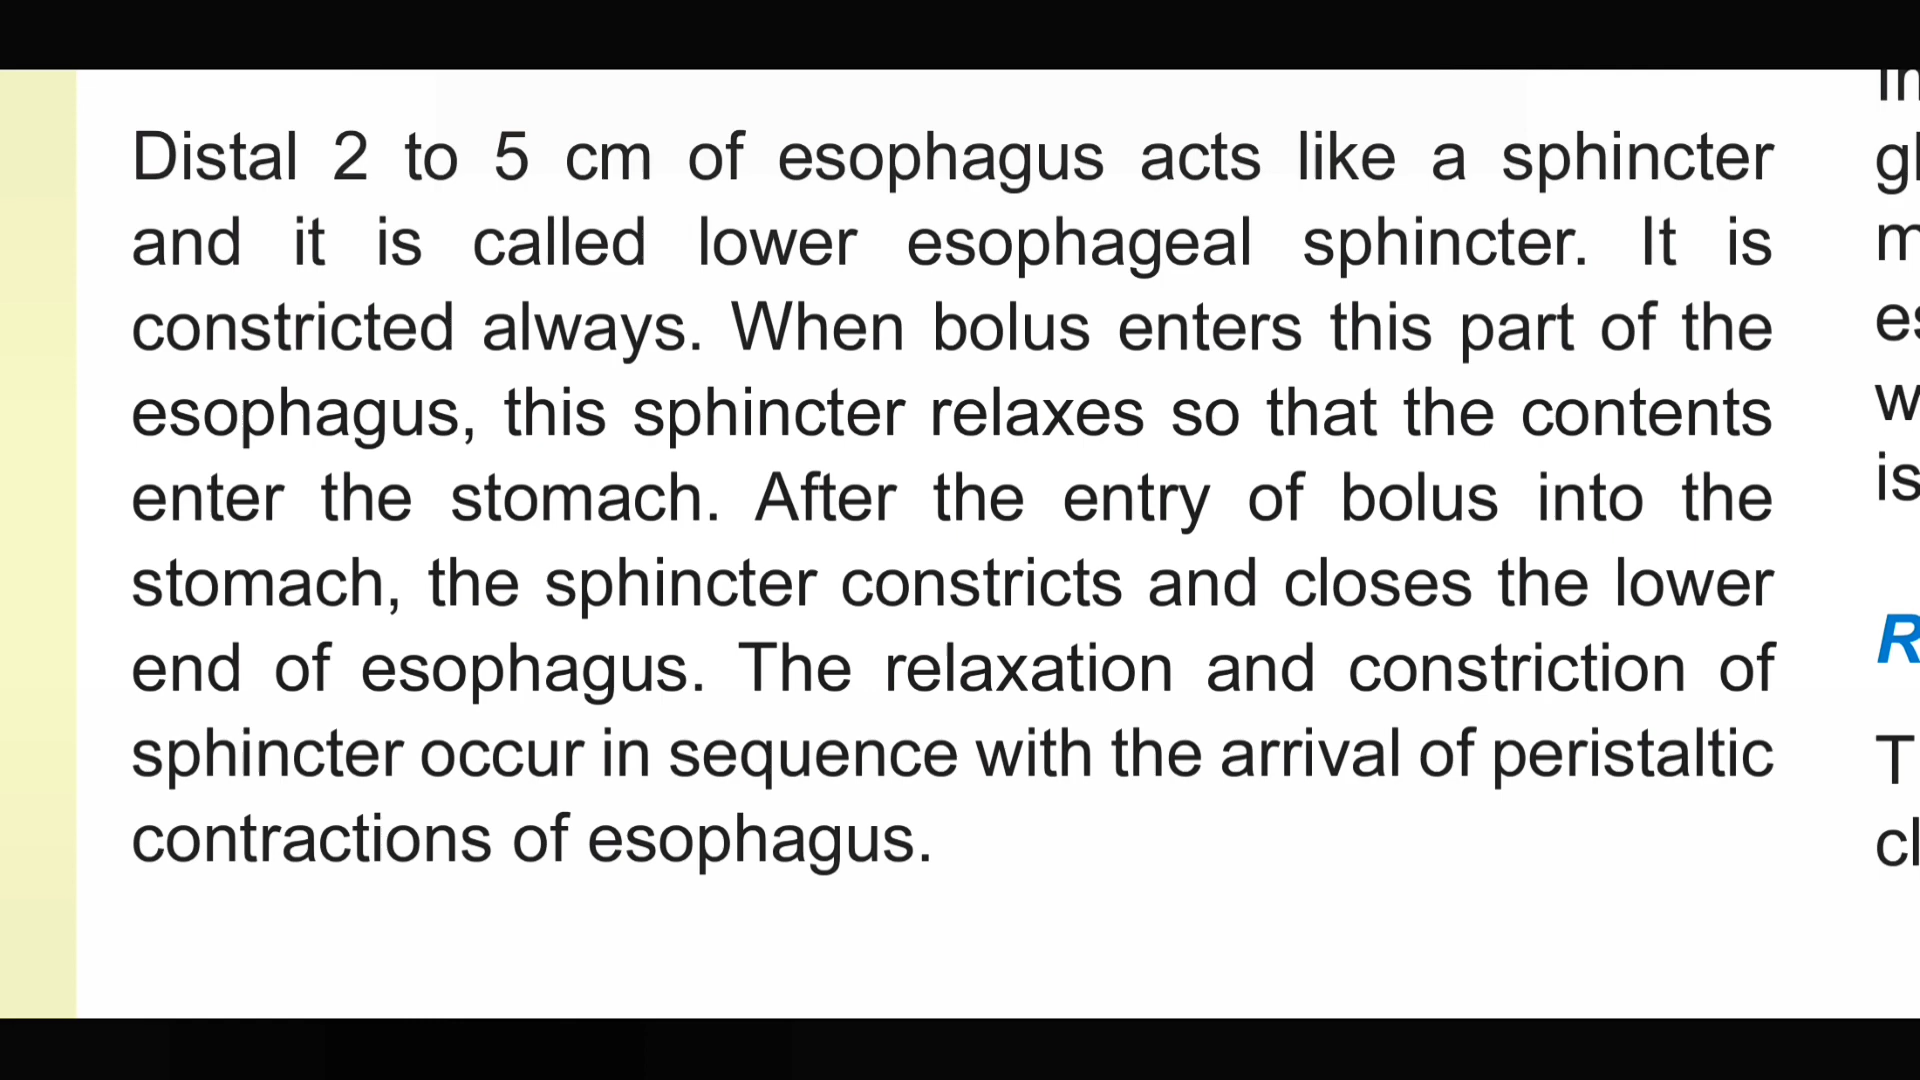 Distal 2 to 5 cm of esophagus acts like a sphincter
and it is called lower esophageal sphincter. It is
constricted always. When bolus enters this part of the
esophagus, this sphincter relaxes so that the contents
enter the stomach. After the entry of bolus into the
stomach, the sphincter constricts and closes the lower
end of esophagus. The relaxation and constriction of
sphincter occur in sequence with the arrival of peristaltic
contractions of esophagus.